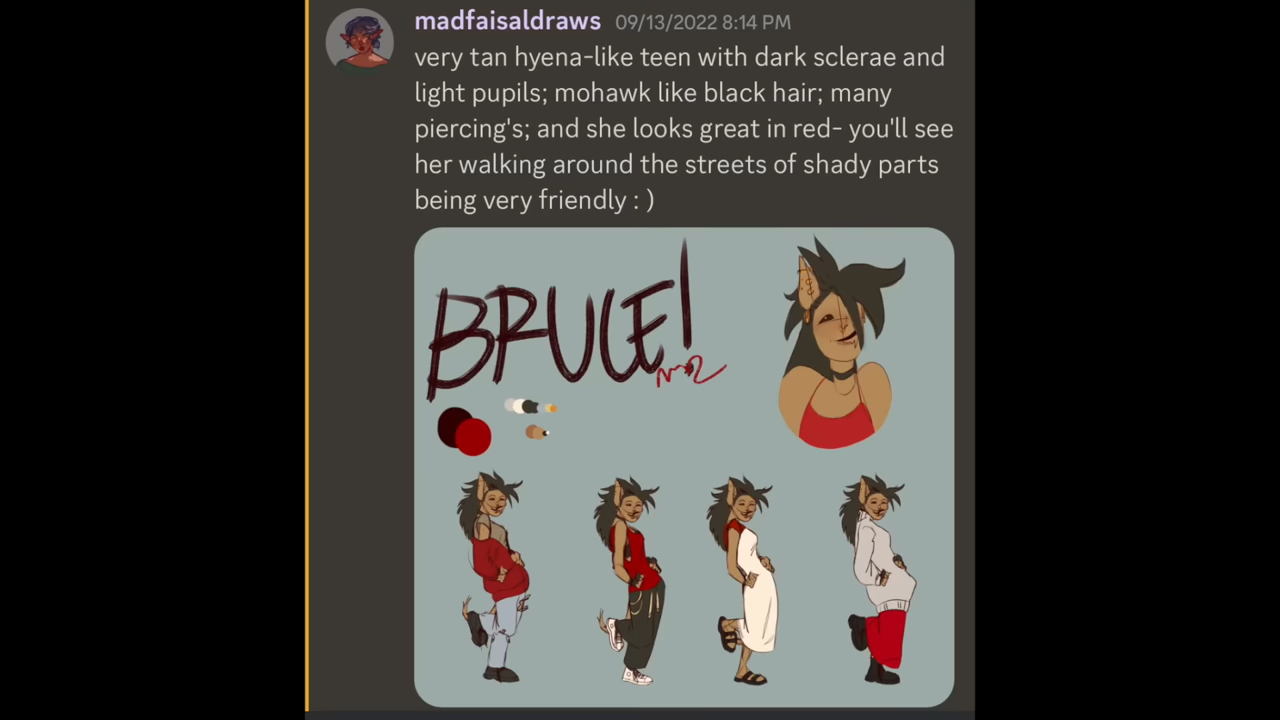 madfaisaldraws 09/13/2022 8:14 PM
very tan hyena-like teen with dark sclerae and
light pupils; mohawk like black hair; many
piercing's; and she looks great in red- you'll see
her walking around the streets of shady parts
being very friendly : )
BRUCE!